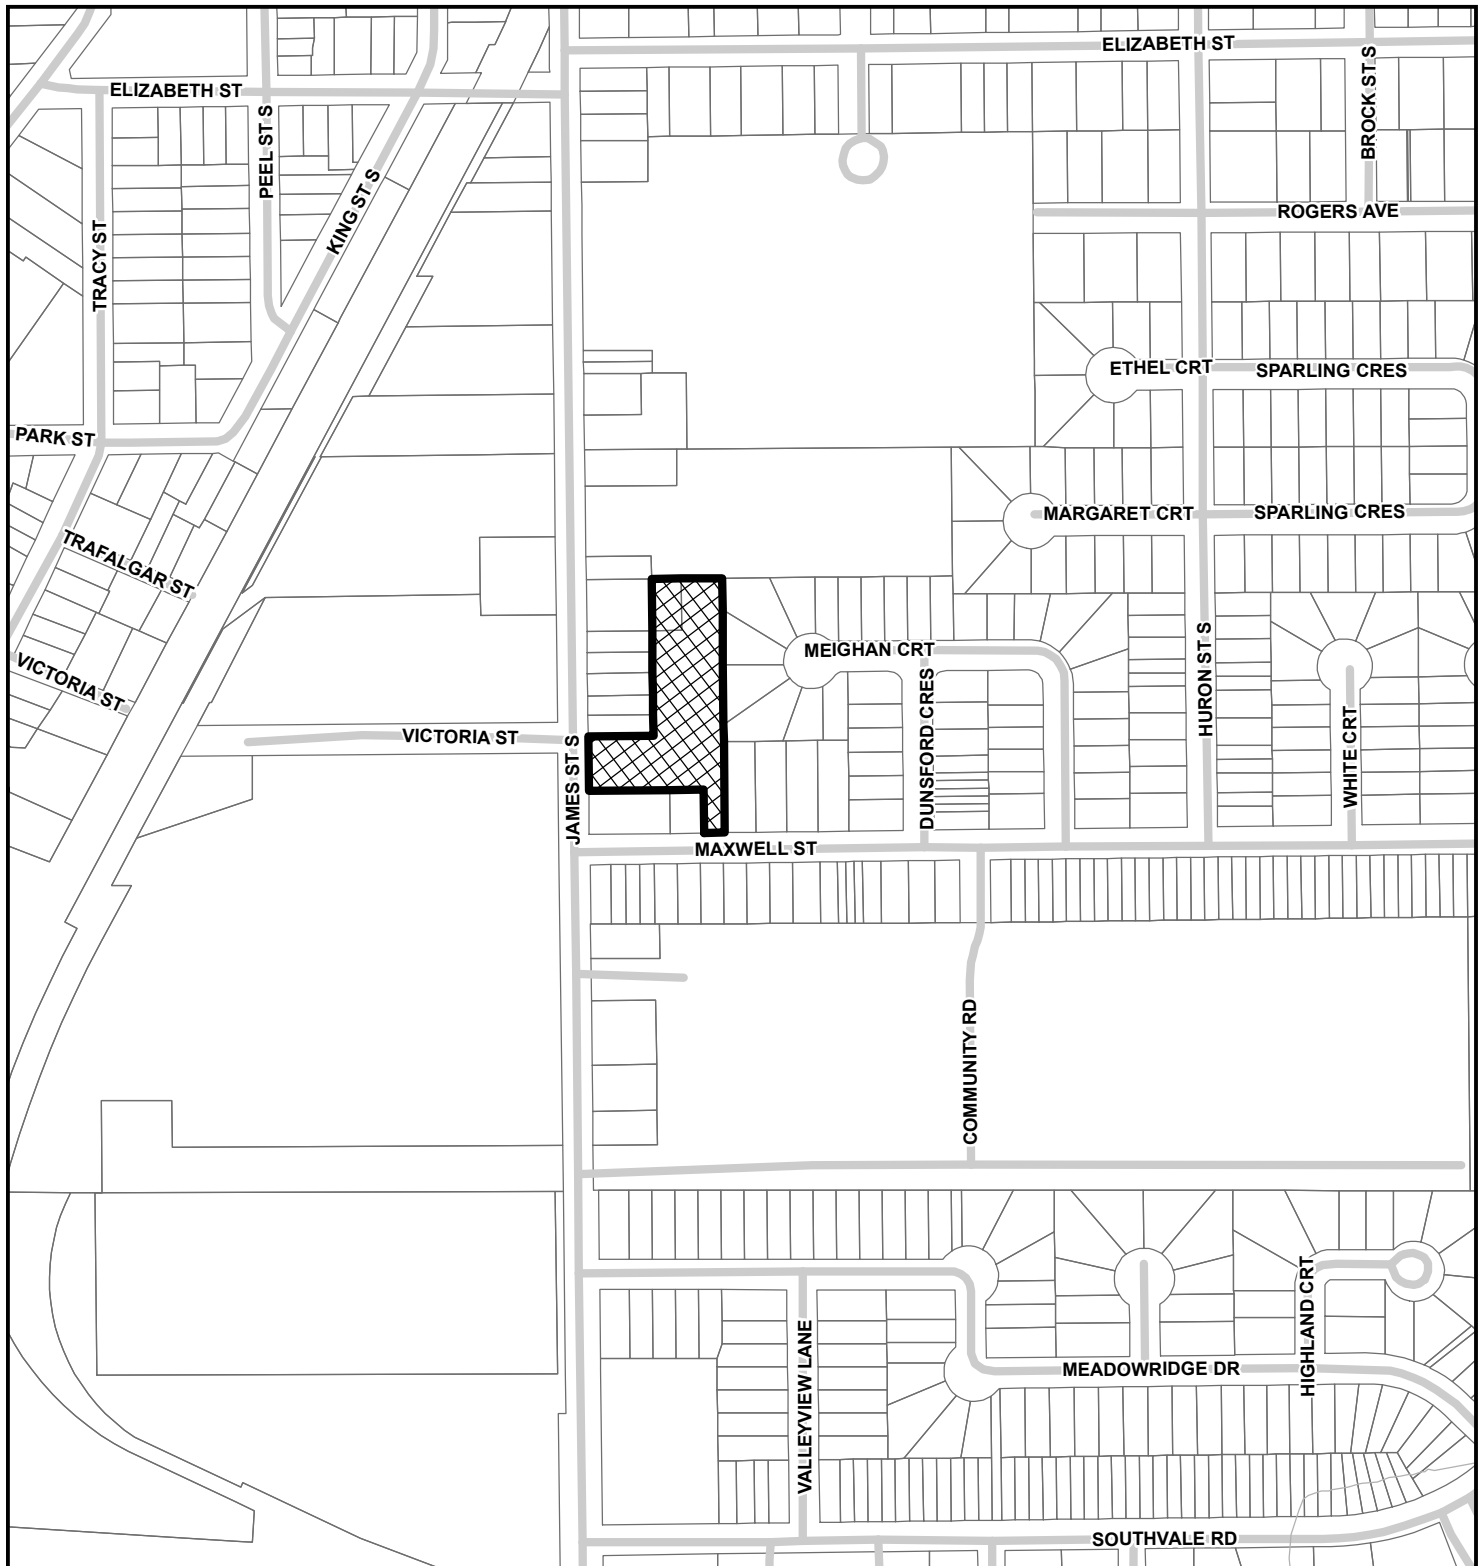 ELIZABETH ST
BROCK ST S
ELIZABETH ST
PEEL ST S
KING ST S
TRACY ST
ROGERS AVE
ETHEL CRT
SPARLING CRES
PARK ST
MARGARET CRT
SPARLING CRES
TRAFALGAR ST
VICTORIA ST
MEIGHAN CRT
HURON ST S
DUNSFORD CRES
WHITE CRT
VICTORIA ST
JAMES ST S
MAXWELL ST
COMMUNITY RD
HIGHLAND CRT
VALLEYVIEW LANE
MEADOWRIDGE DR
SOUTHVALE RD